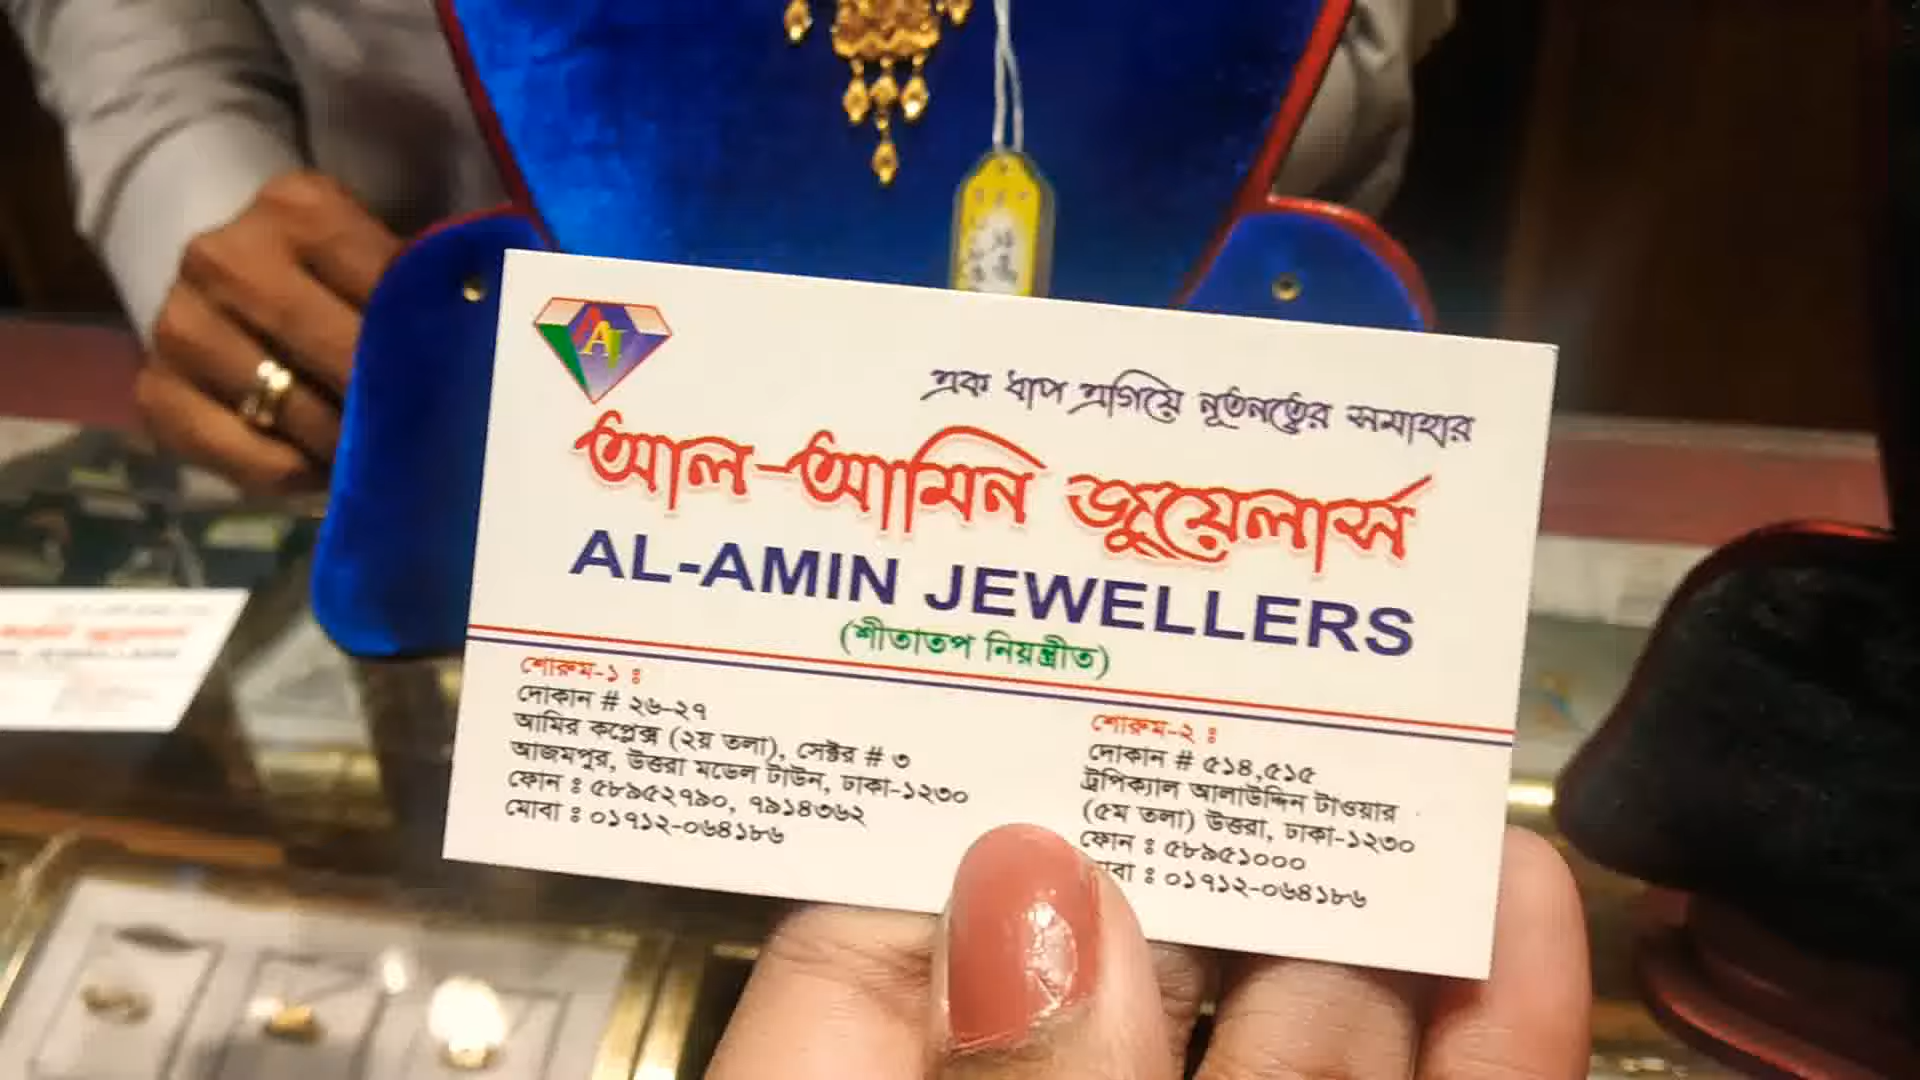 AAJ
এক ধাপ এগিয়ে নূতনত্বের সমাহার
আল-আমিন জুয়েলার্স
AL-AMIN JEWELLERS
(শীতাতপ নিয়ন্ত্রীত)
শোরুম-১ ঃ
দোকান # ২৬-২৭
আমির কপ্লেক্স (২য় তলা), সেক্টর # ৩
আজমপুর, উত্তরা মডেল টাউন, ঢাকা-১২৩০
ফোন ঃ ৫৮৯৫২৭৯০, ৭৯১৪৩৬২
মোবা ঃ ০১৭১২-০৬৪১৮৬
শোরুম-২ ঃ
দোকান # ৫১৪,৫১৫
ট্রপিক্যাল আলাউদ্দিন টাওয়ার
(৫ম তলা) উত্তরা, ঢাকা-১২৩০
ফোন ঃ ৫৮৯৫১০০০
ঃ ০১৭১২-০৬৪১৮৬